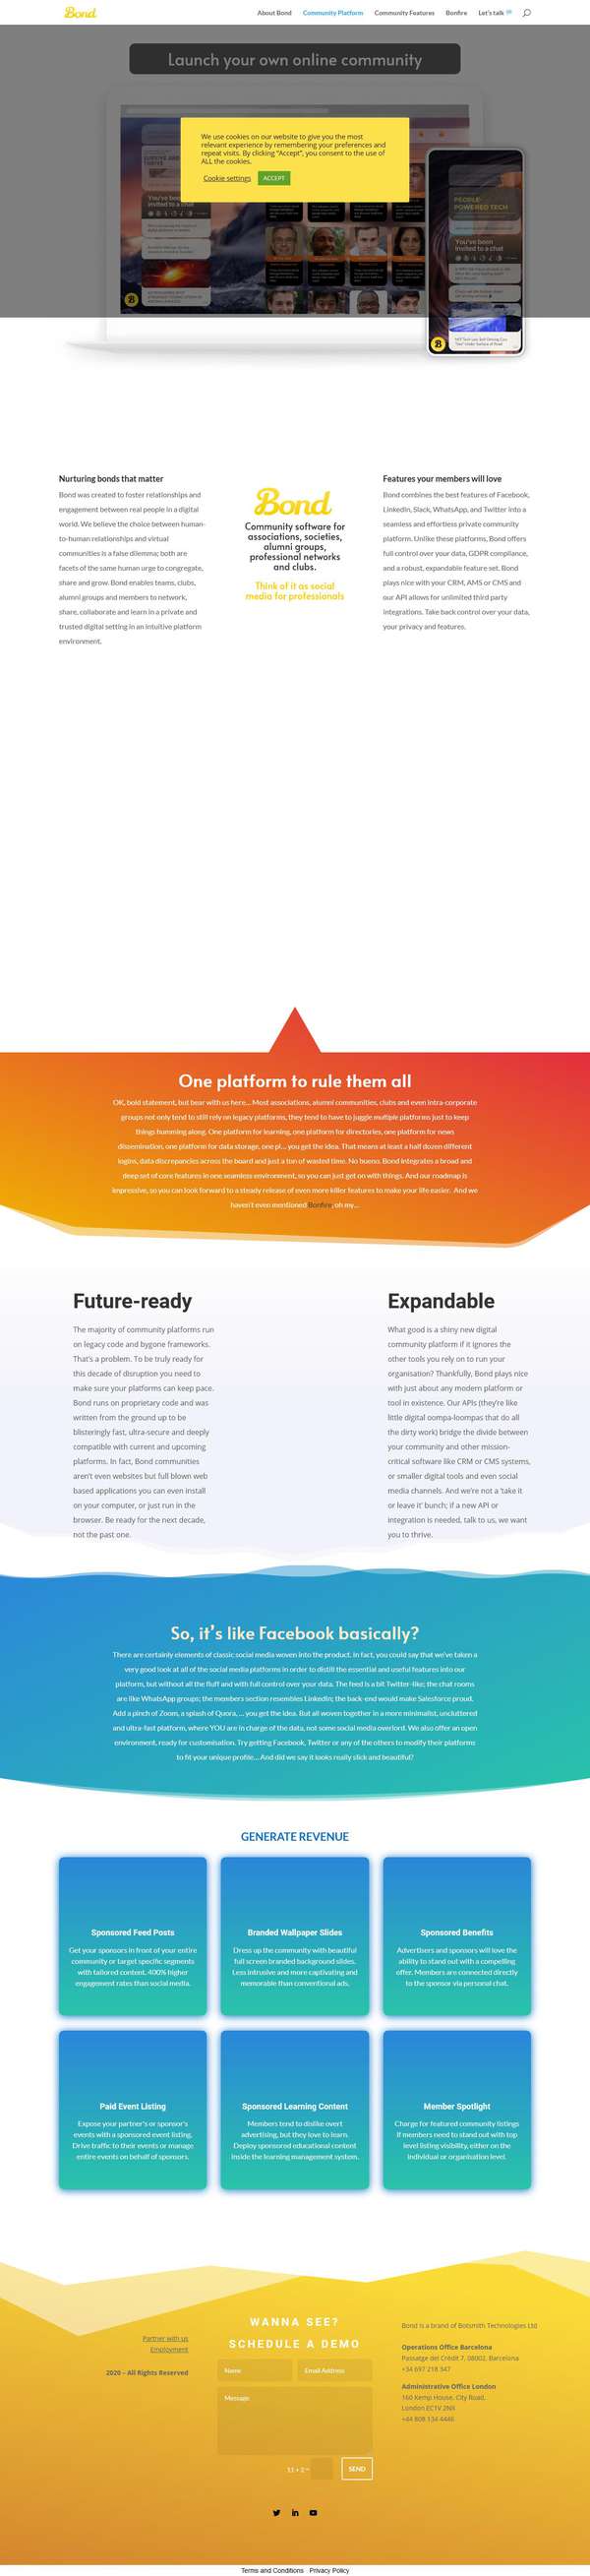 Bond
About Bond
Community Platform
Community Features
Bonfire
Let's talk
Launch your own online community
We use cookies on our website to give you the most
relevant experience by remembering your preferences and
repeat visits. By clicking "Accept", you consent to the use of
ALL the cookies.
Cookie settings
ACCEPT
PEOPLE-
POWERED TECH
You've been
invited to a chat
Nurturing bonds that matter
Bond was created to foster relationships and
engagement between real people in a digital
world. We believe the choice between human-
to-human relationships and virtual
communities is a false dilemma; both are
facets of the same human urge to congregate,
share and grow. Bond enables teams, clubs,
alumni groups and members to network,
share, collaborate and learn in a private and
trusted digital setting in an intuitive platform
environment.
Bond
Community software for
associations, societies,
alumni groups,
professional networks
and clubs.
Think of it as social
media for professionals
Features your members will love
Bond combines the best features of Facebook,
LinkedIn, Slack, WhatsApp, and Twitter into a
seamless and effortless private community
platform. Unlike these platforms, Bond offers
full control over your data, GDPR compliance,
and a robust, expandable feature set. Bond
plays nice with your CRM, AMS or CMS and
our API allows for unlimited third party
integrations. Take back control over your data,
your privacy and features.
One platform to rule them all
OK, bold statement, but bear with us here... Most associations, alumni communities, clubs and even intra-corporate
groups not only tend to still rely on legacy platforms, they tend to have to juggle multiple platforms just to keep
things humming along. One platform for learning, one platform for directories, one platform for news
dissemination, one platform for data storage, one pl... you get the idea. That means at least a half dozen different
logins, data discrepancies across the board and just a ton of wasted time. No bueno. Bond integrates a broad and
deep set of core features in one seamless environment, so you can just get on with things. And our roadmap is
impressive, so you can look forward to a steady release of even more killer features to make your life easier. And we
haven't even mentioned Bonfire, oh my...
Future-ready
The majority of community platforms run
on legacy code and bygone frameworks.
That's a problem. To be truly ready for
this decade of disruption you need to
make sure your platforms can keep pace.
Bond runs on proprietary code and was
written from the ground up to be
blisteringly fast, ultra-secure and deeply
compatible with current and upcoming
platforms. In fact, Bond communities
aren't even websites but full blown web
based applications you can even install
on your computer, or just run in the
browser. Be ready for the next decade,
not the past one.
Expandable
What good is a shiny new digital
community platform if it ignores the
other tools you rely on to run your
organisation? Thankfully, Bond plays nice
with just about any modern platform or
tool in existence. Our APIs (they're like
little digital oompa-loompas that do all
the dirty work) bridge the divide between
your community and other mission-
critical software like CRM or CMS systems,
or smaller digital tools and even social
media channels. And we're not a 'take it
or leave it' bunch; if a new API or
integration is needed, talk to us, we want
you to thrive.
So, it's like Facebook basically?
There are certainly elements of classic social media woven into the product. In fact, you could say that we've taken a
very good look at all of the social media platforms in order to distill the essential and useful features into our
platform, but without all the fluff and with full control over your data. The feed is a bit Twitter-like; the chat rooms
are like WhatsApp groups; the members section resembles LinkedIn; the back-end would make Salesforce proud.
Add a pinch of Zoom, a splash of Quora, ... you get the idea. But all woven together in a more minimalist, uncluttered
and ultra-fast platform, where YOU are in charge of the data, not some social media overlord. We also offer an open
environment, ready for customisation. Try getting Facebook, Twitter or any of the others to modify their platforms
to fit your unique profile... And did we say it looks really slick and beautiful?
GENERATE REVENUE
Sponsored Feed Posts
Get your sponsors in front of your entire
community or target specific segments
with tailored content. 400% higher
engagement rates than social media.
Branded Wallpaper Slides
Dress up the community with beautiful
full screen branded background slides.
Less intrusive and more captivating and
memorable than conventional ads.
Sponsored Benefits
Advertisers and sponsors will love the
ability to stand out with a compelling
offer. Members are connected directly
to the sponsor via personal chat.
Paid Event Listing
Expose your partner's or sponsor's
events with a sponsored event listing.
Drive traffic to their events or manage
entire events on behalf of sponsors.
Sponsored Learning Content
Members tend to dislike overt
advertising, but they love to learn.
Deploy sponsored educational content
inside the learning management system.
Member Spotlight
Charge for featured community listings
if members need to stand out with top
level listing visibility, either on the
individual or organisation level.
Partner with us
Employment
2020 - All Rights Reserved
WANNA SEE?
SCHEDULE A DEMO
Name
Email Address
Message
11 + 2 =
SEND
Bond is a brand of Botsmith Technologies Ltd
Operations Office Barcelona
Passatge del Crèdit 7, 08002, Barcelona
+34 697 218 347
Administrative Office London
160 Kemp House, City Road,
London EC1V 2NX
+44 808 134 4446
Terms and Conditions - Privacy Policy